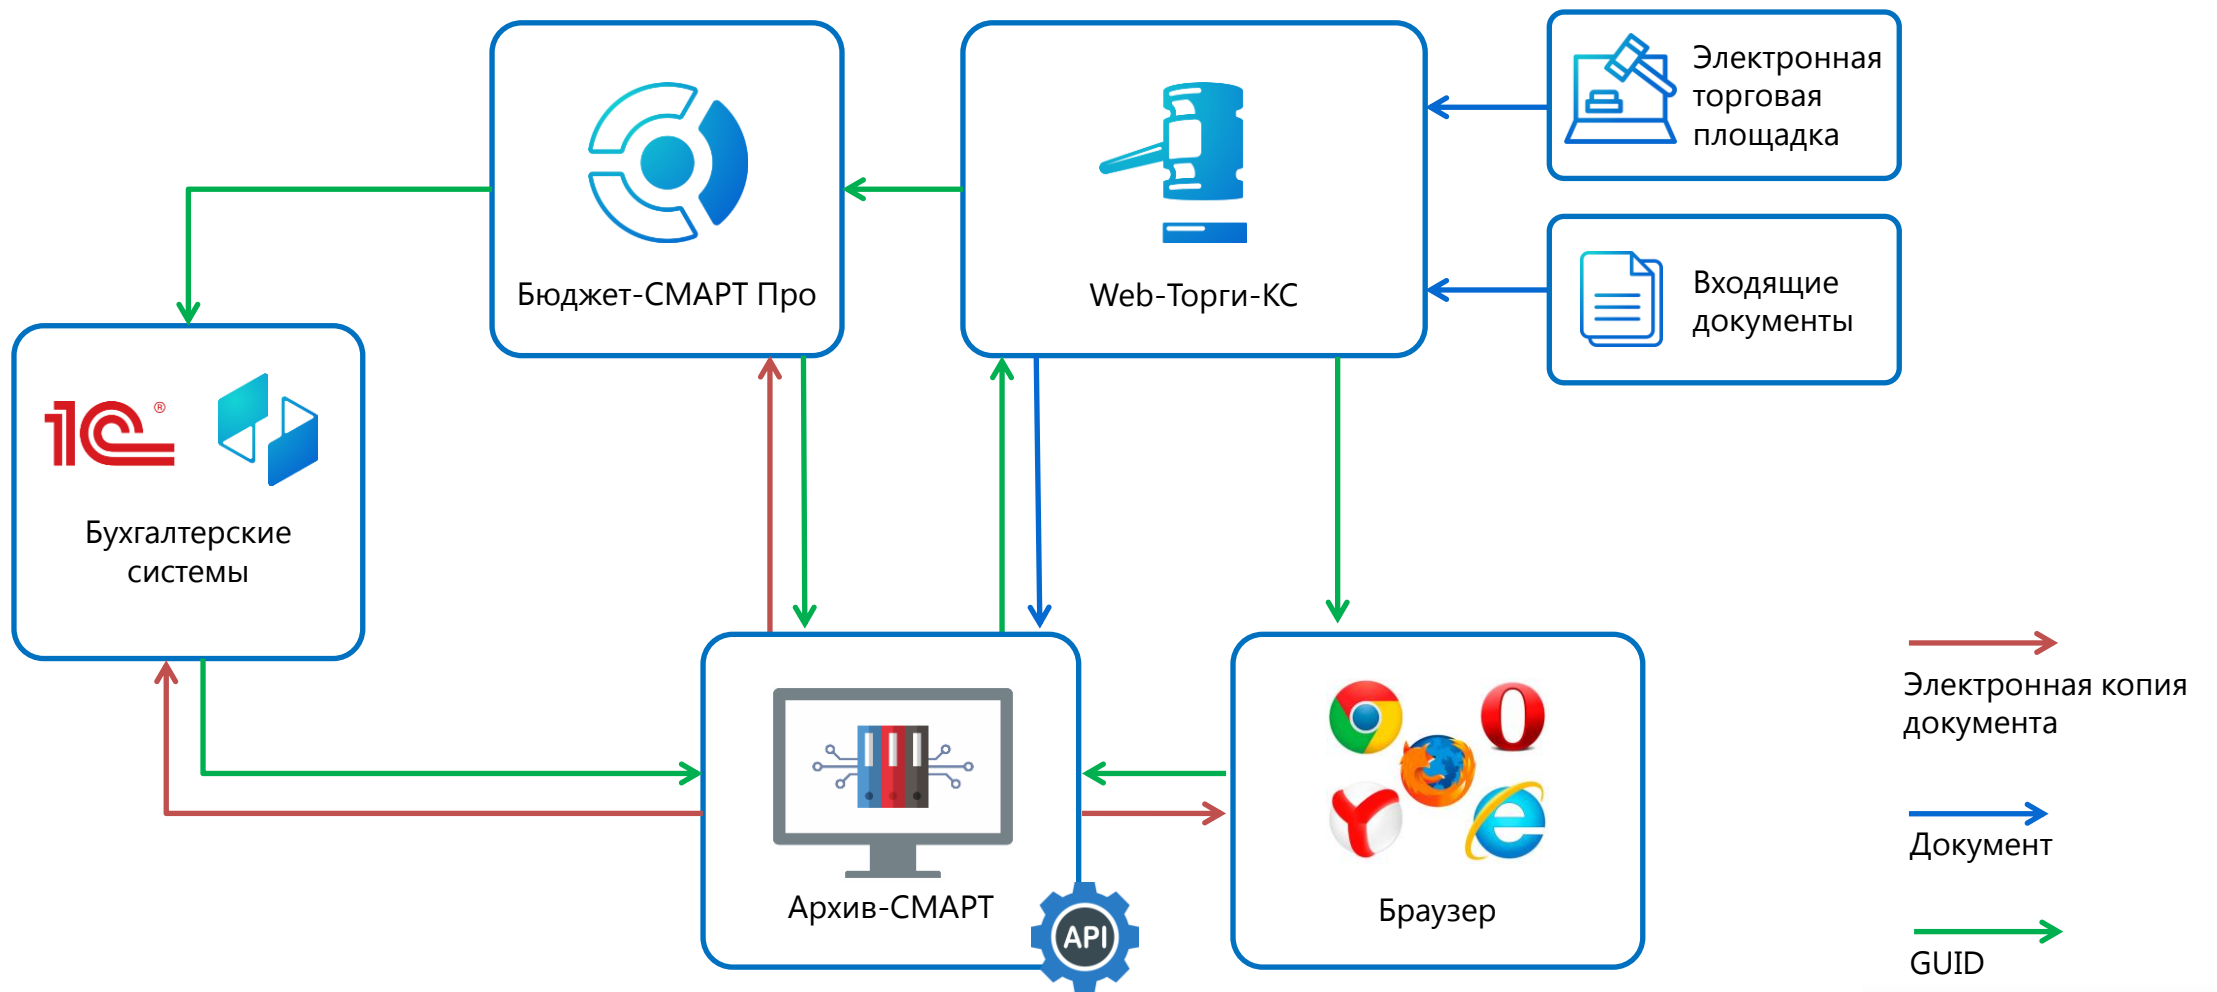 Электронная
торговая
площадка
Бюджет-СМАРТ Про
Web-Торги-КС
Входящие
документы
1С®
Бухгалтерские
системы
Электронная копия
документа
Документ
Архив-СМАРТ
API
Браузер
GUID